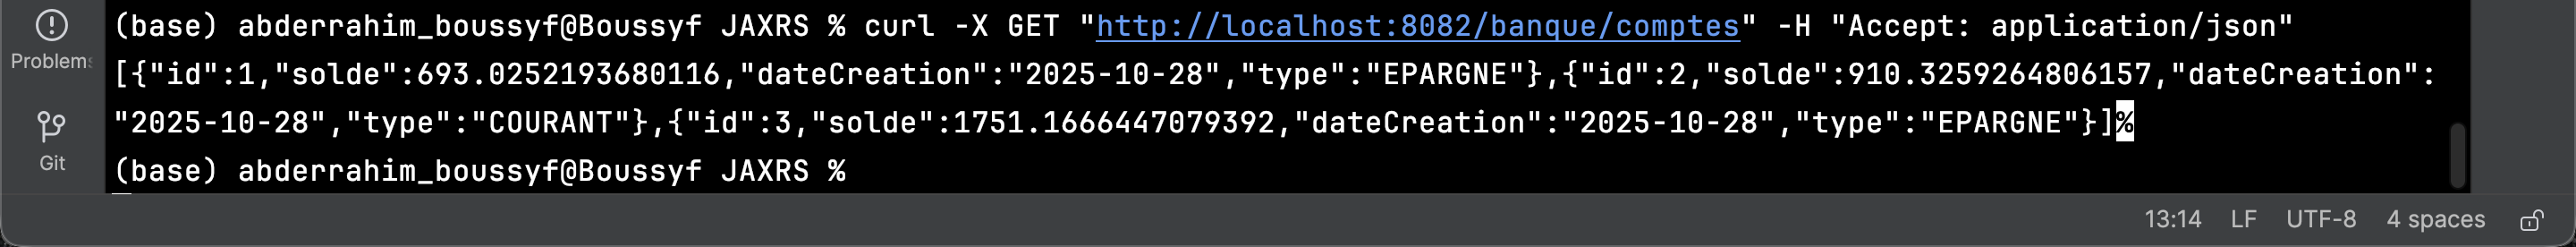 (base) abderrahim_boussyf@Boussyf JAXRS % curl -X GET "http://localhost:8082/banque/comptes" -H "Accept: application/json"
Problems
[{"id":1,"solde":693.0252193680116,"dateCreation":"2025-10-28","type":"EPARGNE"},{"id":2,"solde":910.3259264806157,"dateCreation":
"2025-10-28","type":"COURANT"},{"id":3,"solde":1751.1666447079392,"dateCreation":"2025-10-28","type":"EPARGNE"}]%
Git
(base) abderrahim_boussyf@Boussyf JAXRS %
13:14 LF UTF-8 4 spaces